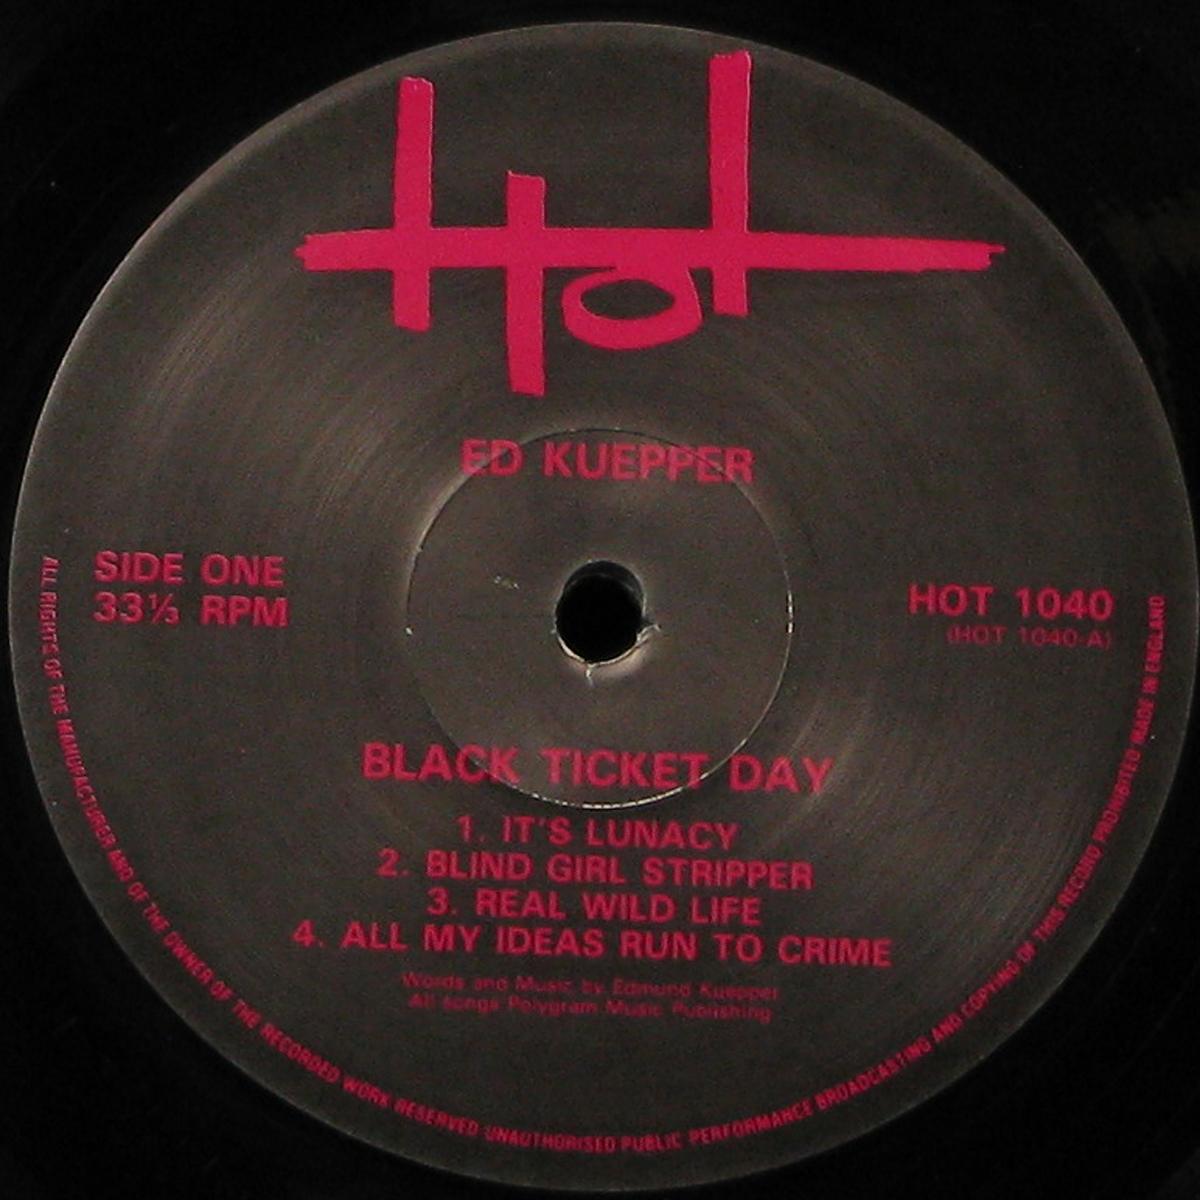 Hot
ED KUEPPER
SIDE ONE
33⅓ RPM
HOT 1040
(HOT 1040-A)
BLACK TICKET DAY
1. IT'S LUNACY
2. BLIND GIRL STRIPPER
3. REAL WILD LIFE
4. ALL MY IDEAS RUN TO CRIME
Words and Music by Edmund Kuepper
All songs Polygram Music Publishing
ALL RIGHTS OF THE MANUFACTURER AND OF THE OWNER OF THE RECORDED WORK RESERVED UNAUTHORISED PUBLIC PERFORMANCE BROADCASTING AND COPYING OF THIS RECORD PROHIBITED MADE IN ENGLAND